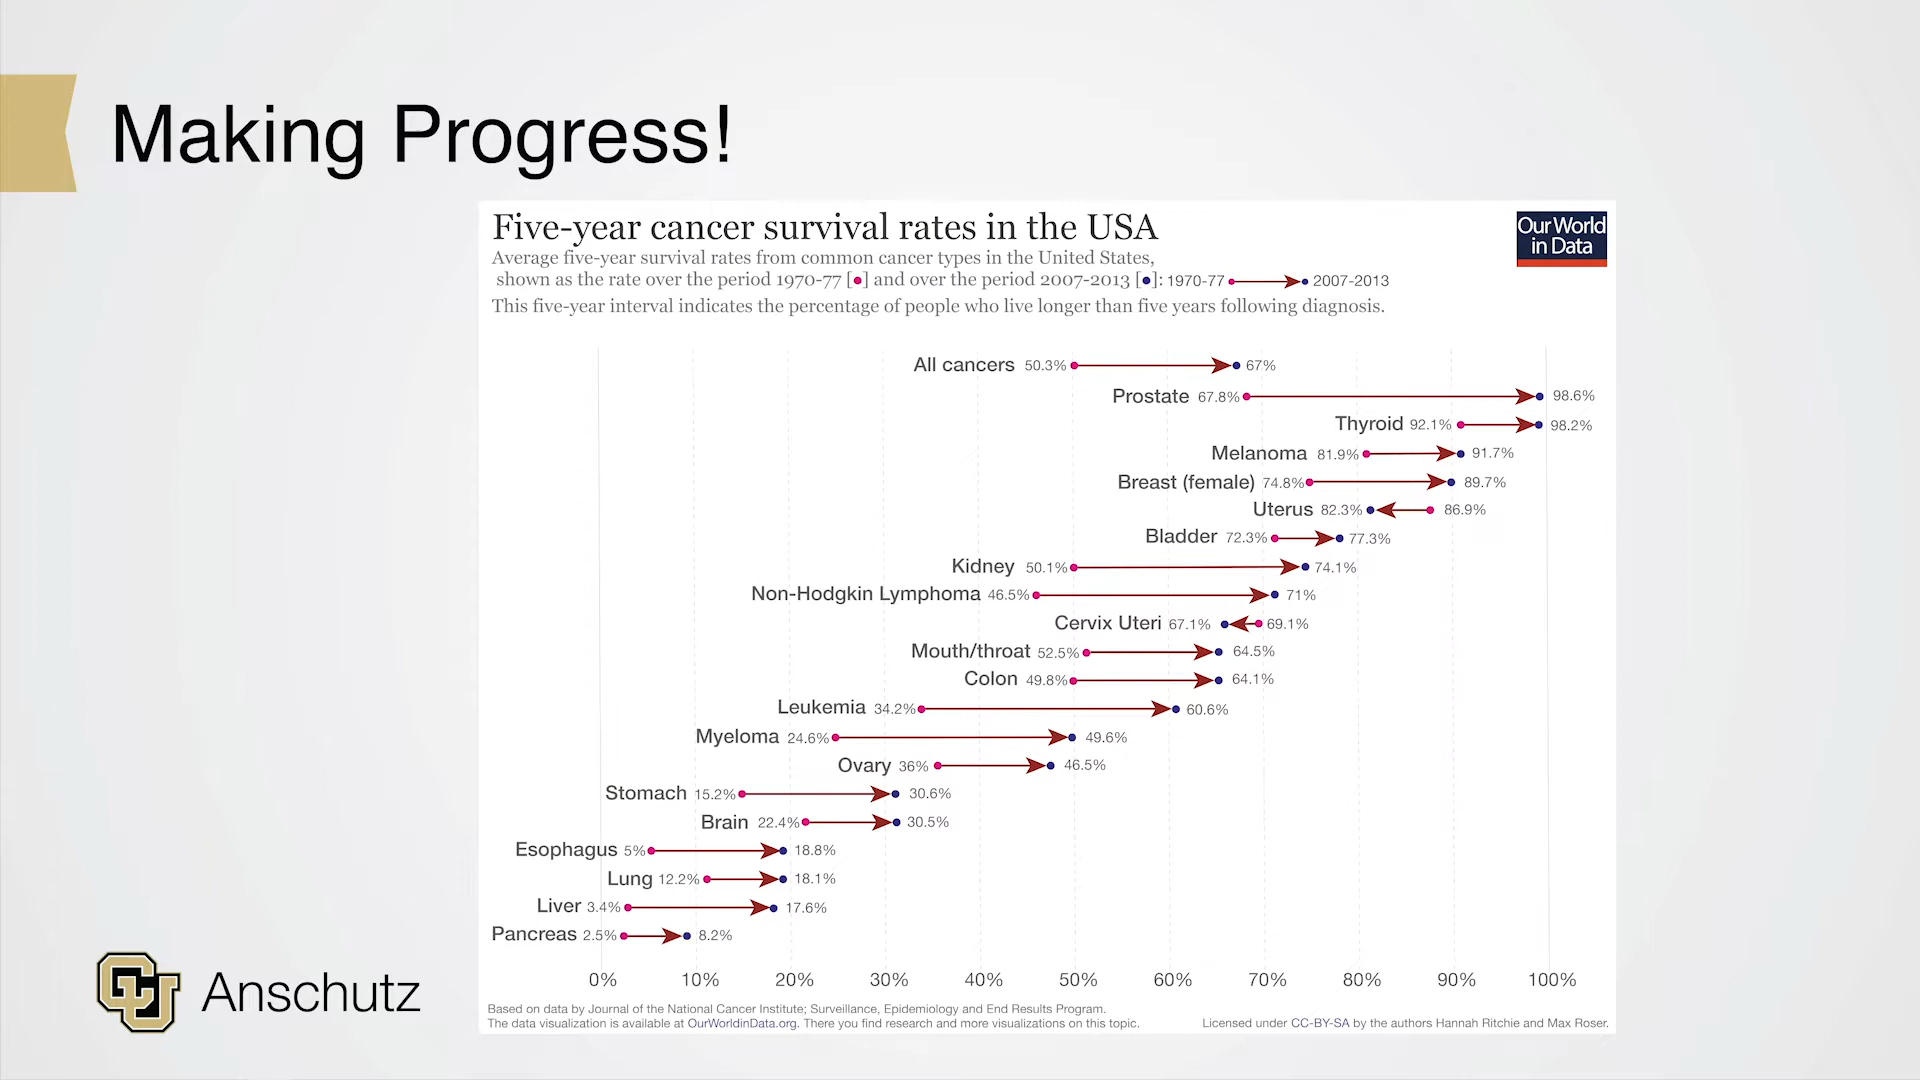 Making Progress!
Five-year cancer survival rates in the USA
Our World
in Data
Average five-year survival rates from common cancer types in the United States,
shown as the rate over the period 1970-77 [•] and over the period 2007-2013 [•]: 1970-77 2007-2013
This five-year interval indicates the percentage of people who live longer than five years following diagnosis.
All cancers 50.3% 67%
Prostate 67.8% 98.6%
Thyroid 92.1% 98.2%
Melanoma 81.9% 91.7%
Breast (female) 74.8% 89.7%
Uterus 82.3% 86.9%
Bladder 72.3% 77.3%
Kidney 50.1% 74.1%
Non-Hodgkin Lymphoma 46.5% 71%
Cervix Uteri 67.1% 69.1%
Mouth/throat 52.5% 64.5%
Colon 49.8% 64.1%
Leukemia 34.2% 60.6%
Myeloma 24.6% 49.6%
Ovary 36% 46.5%
Stomach 15.2% 30.6%
Brain 22.4% 30.5%
Esophagus 5% 18.8%
Lung 12.2% 18.1%
Liver 3.4% 17.6%
Pancreas 2.5% 8.2%
0% 10% 20% 30% 40% 50% 60% 70% 80% 90% 100%
Based on data by Journal of the National Cancer Institute; Surveillance, Epidemiology and End Results Program.
The data visualization is available at OurWorldinData.org. There you find research and more visualizations on this topic. Licensed under CC-BY-SA by the authors Hannah Ritchie and Max Roser.
CU Anschutz